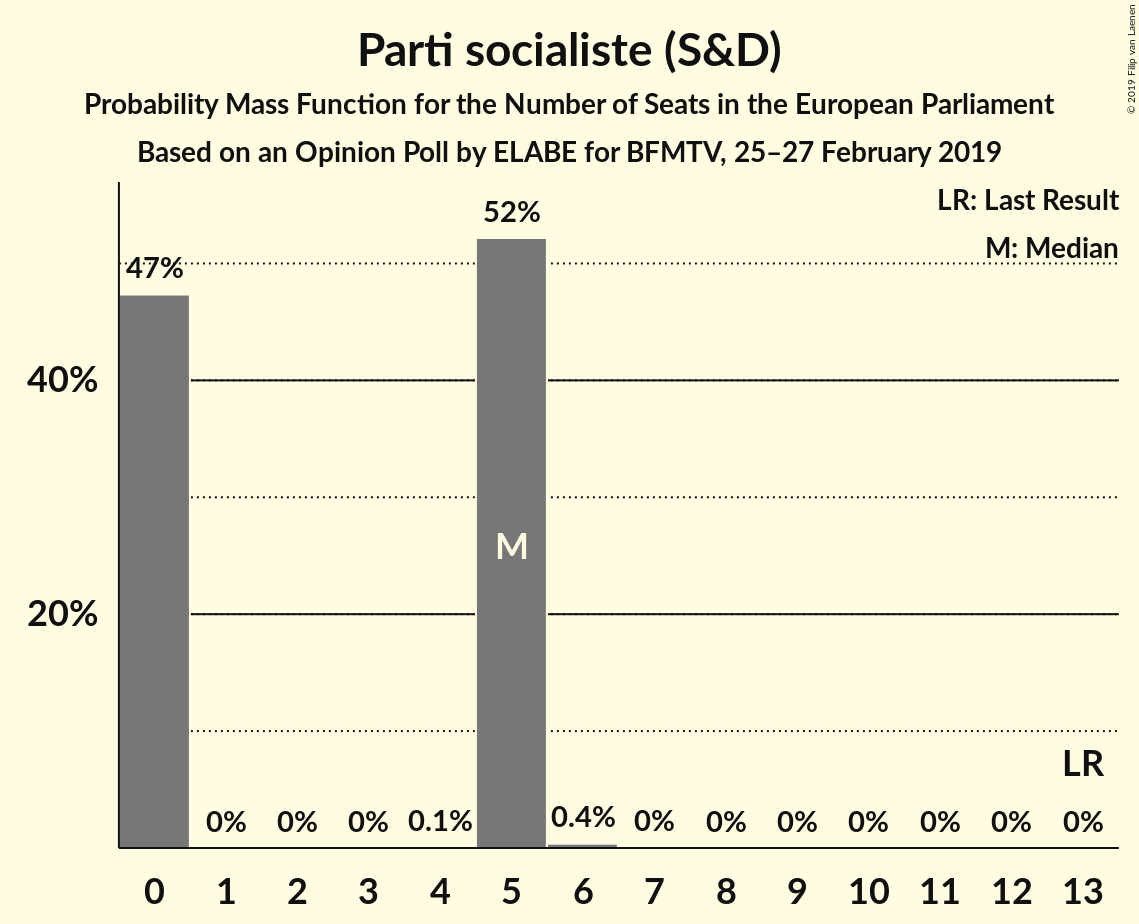 Parti socialiste (S&D)
Probability Mass Function for the Number of Seats in the European Parliament
Based on an Opinion Poll by ELABE for BFMTV, 25–27 February 2019
© 2019 Filip van Laenen
LR: Last Result
M: Median
52%
47%
40%
M
20%
LR
0% 0% 0% 0.1% 0.4% 0% 0% 0% 0% 0% 0% 0%
0 1 2 3 4 5 6 7 8 9 10 11 12 13